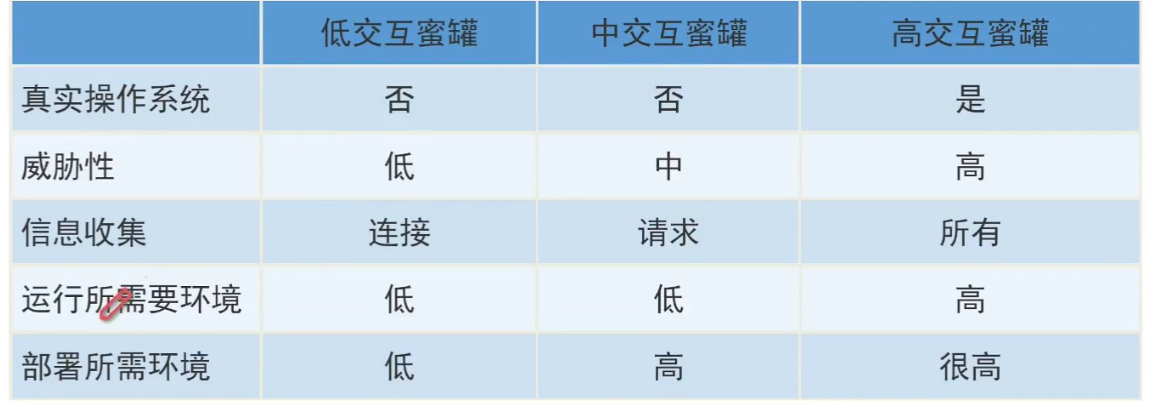 低交互蜜罐 中交互蜜罐 高交互蜜罐
真实操作系统 否 否 是
威胁性 低 中 高
信息收集 连接 请求 所有
运行所需要环境 低 低 高
部署所需环境 低 高 很高